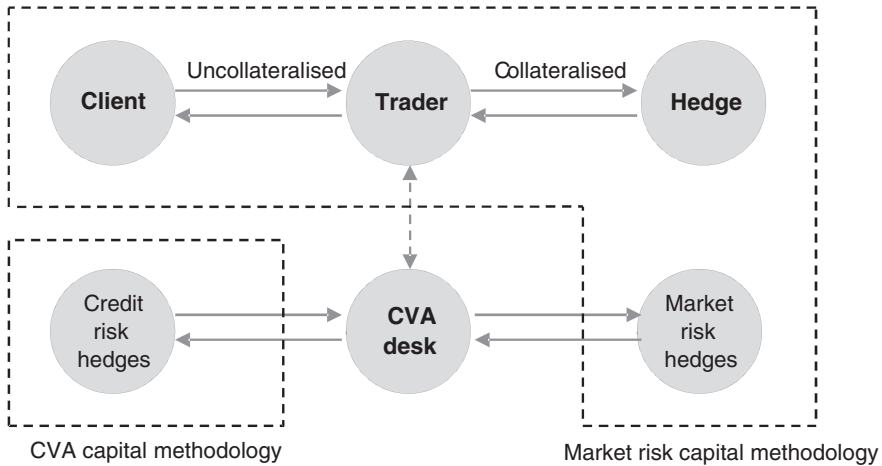 Uncollateralised
Collateralised
Client
Trader
Hedge
Credit
risk
hedges
CVA
desk
Market
risk
hedges
CVA capital methodology
Market risk capital methodology